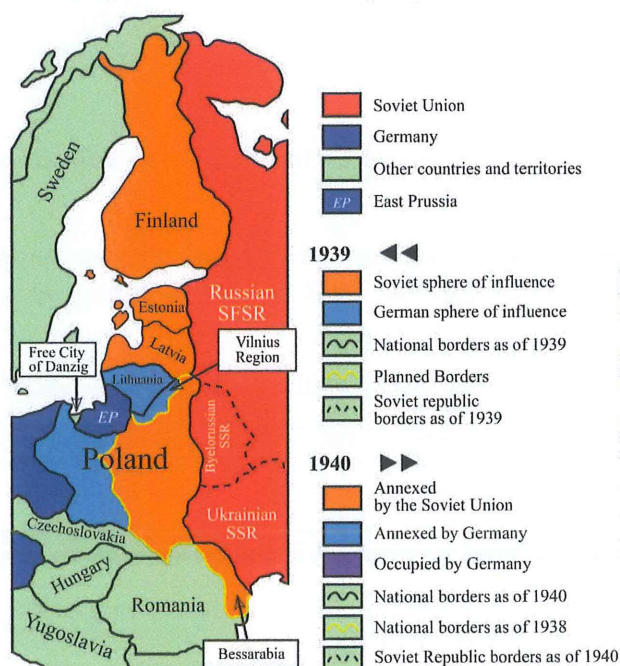 Sweden
Finland
Estonia
Russian
SFSR
Latvia
Vilnius
Region
Free City
of Danzig
Lithuania
EP
Byelorussian
SSR
Poland
Ukrainian
SSR
Czechoslovakia
Hungary
Romania
Yugoslavia
Bessarabia
Soviet Union
Germany
Other countries and territories
EP East Prussia
1939
Soviet sphere of influence
German sphere of influence
National borders as of 1939
Planned Borders
Soviet republic
borders as of 1939
1940
Annexed
by the Soviet Union
Annexed by Germany
Occupied by Germany
National borders as of 1940
National borders as of 1938
Soviet Republic borders as of 1940